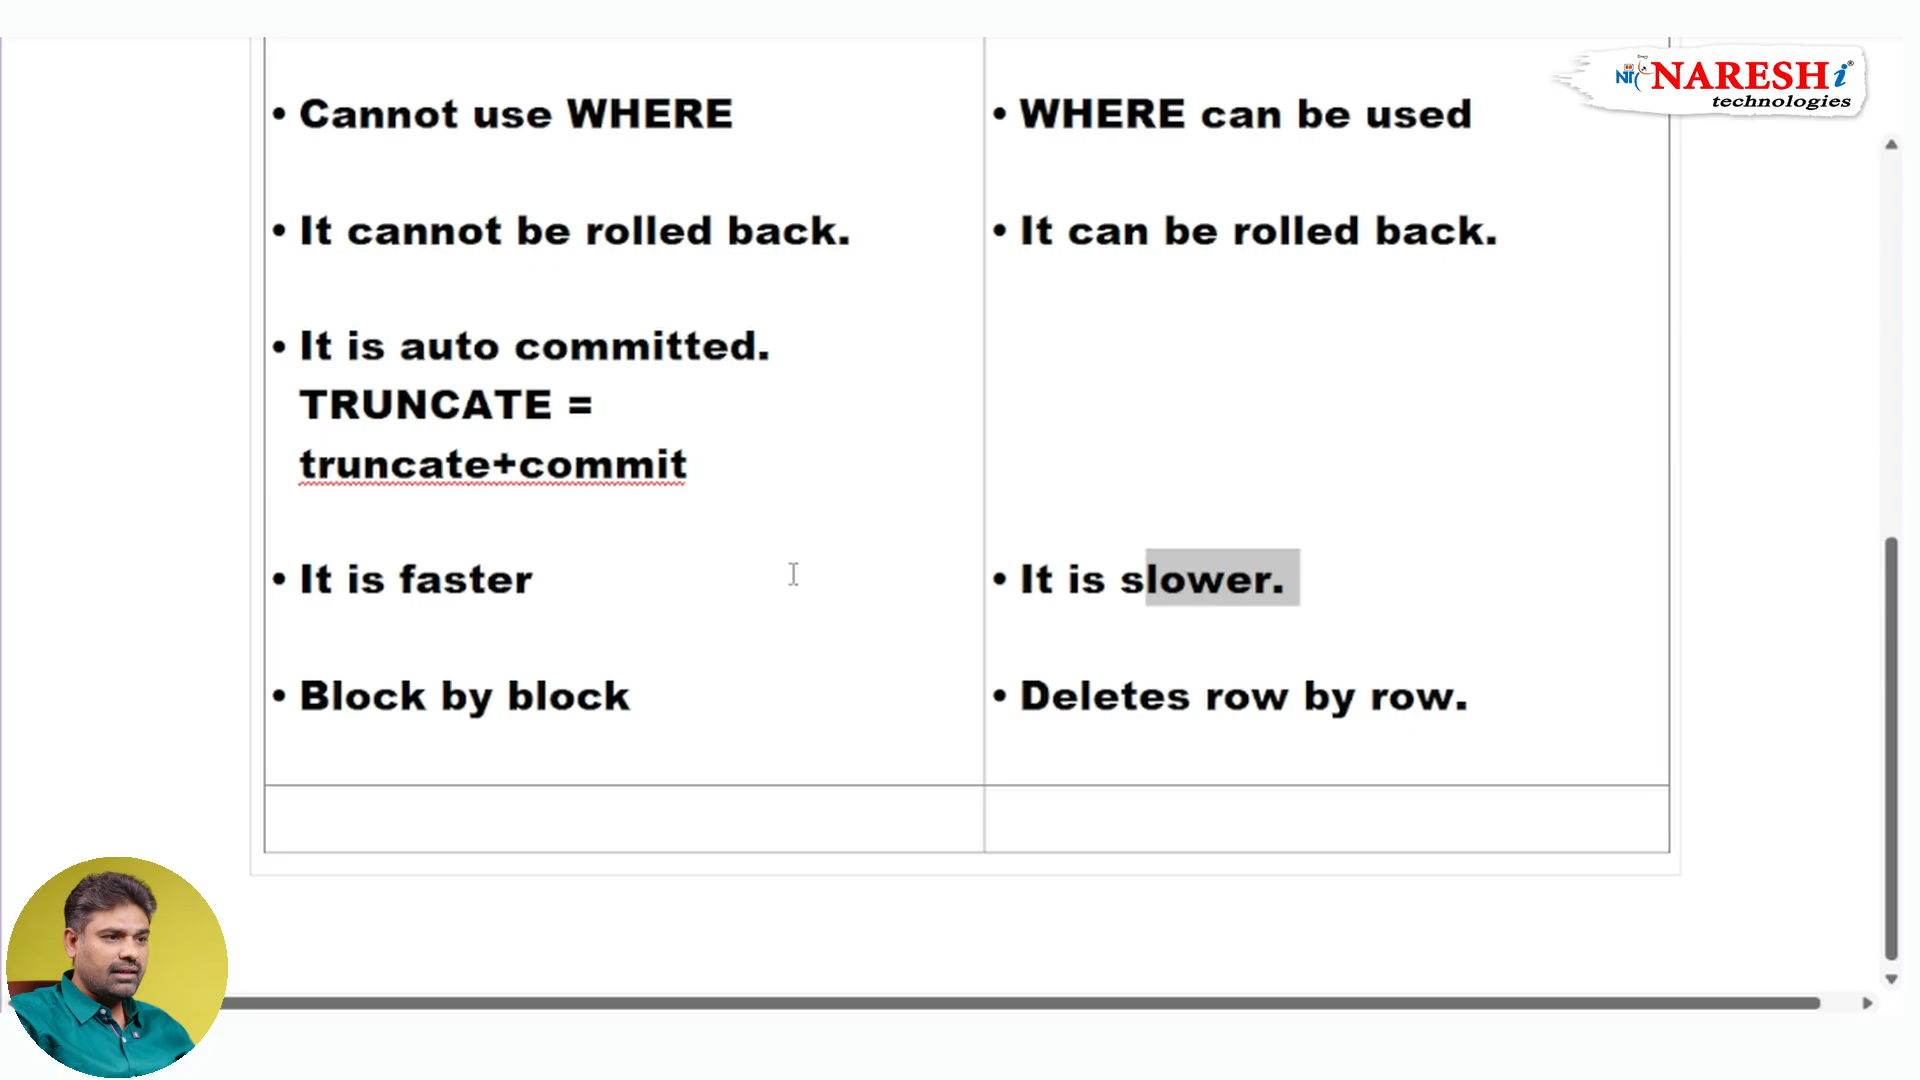 NARESH i
technologies
• Cannot use WHERE
• It cannot be rolled back.
• It is auto committed.
TRUNCATE =
truncate+commit
• It is faster
• Block by block
• WHERE can be used
• It can be rolled back.
• It is slower.
• Deletes row by row.